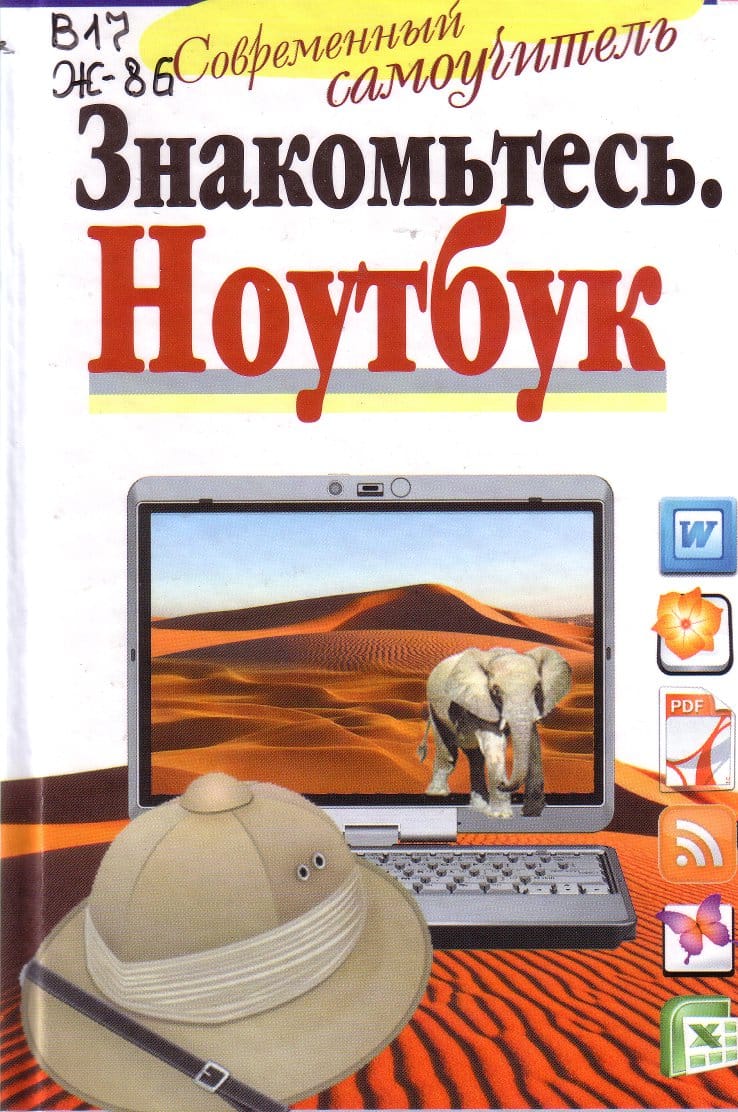 В17
Ж-86
Современный
самоучитель
Знакомьтесь.
Ноутбук
W
PDF
X